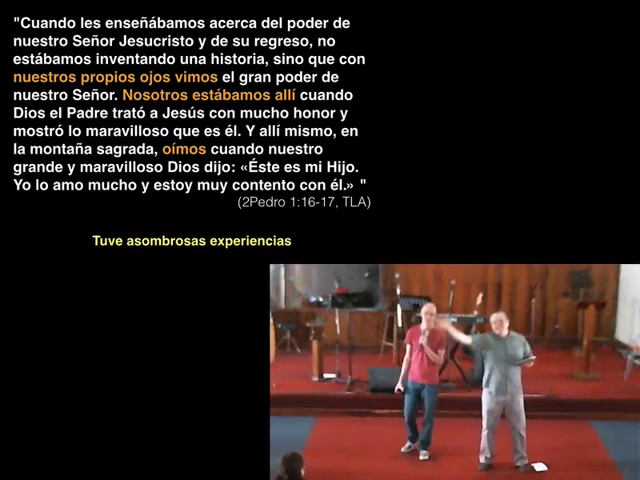 "Cuando les enseñábamos acerca del poder de
nuestro Señor Jesucristo y de su regreso, no
estábamos inventando una historia, sino que con
nuestros propios ojos vimos el gran poder de
nuestro Señor. Nosotros estábamos allí cuando
Dios el Padre trató a Jesús con mucho honor y
mostró lo maravilloso que es él. Y allí mismo, en
la montaña sagrada, oímos cuando nuestro
grande y maravilloso Dios dijo: «Éste es mi Hijo.
Yo lo amo mucho y estoy muy contento con él.» "
(2Pedro 1:16-17, TLA)
Tuve asombrosas experiencias